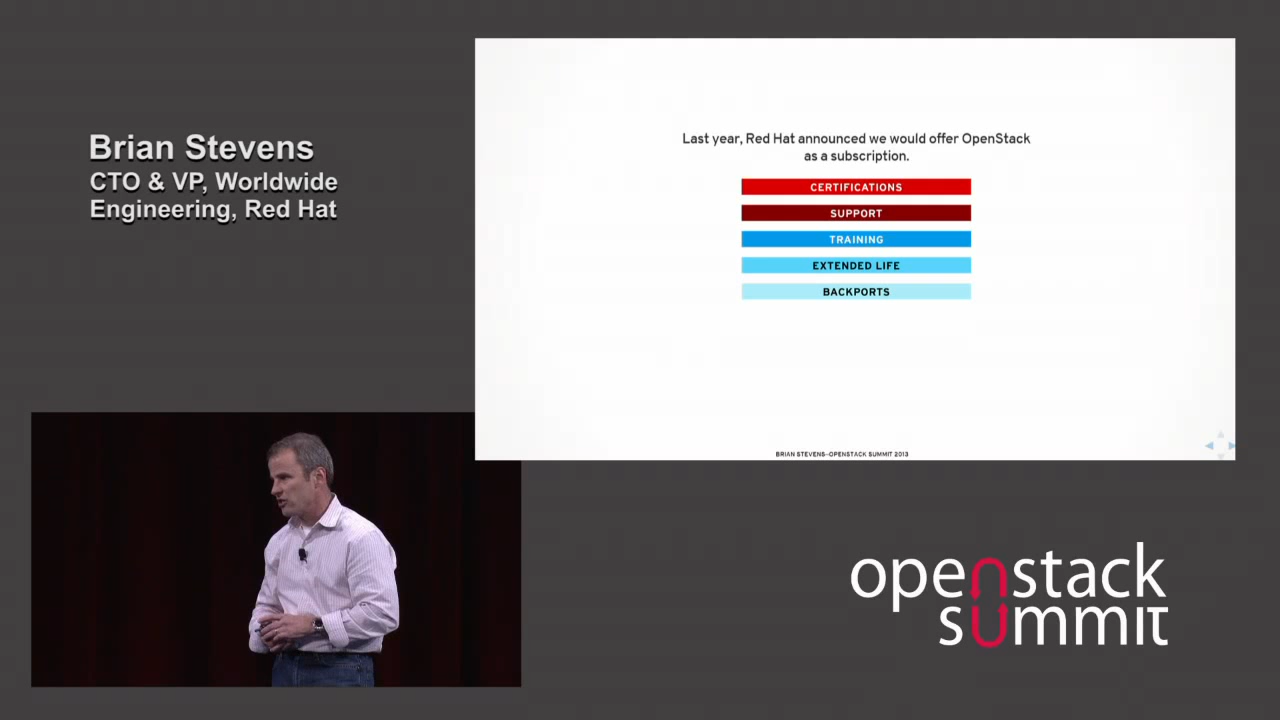 Brian Stevens
CTO & VP, Worldwide
Engineering, Red Hat
Last year, Red Hat announced we would offer OpenStack
as a subscription.
CERTIFICATIONS
SUPPORT
TRAINING
EXTENDED LIFE
BACKPORTS
BRIAN STEVENS–OPENSTACK SUMMIT 2013
openstack
summit